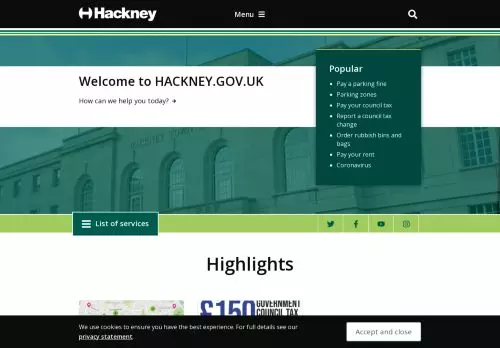 Hackney
Menu
Welcome to HACKNEY.GOV.UK
How can we help you today?
Popular
Pay a parking fine
Parking zones
Pay your council tax
Report a council tax
change
Order rubbish bins and
bags
Pay your rent
Coronavirus
HACKNEY TOWN
List of services
Highlights
£150
GOVERNMENT
COUNCIL TAX
We use cookies to ensure you have the best experience. For full details see our
privacy statement.
Accept and close